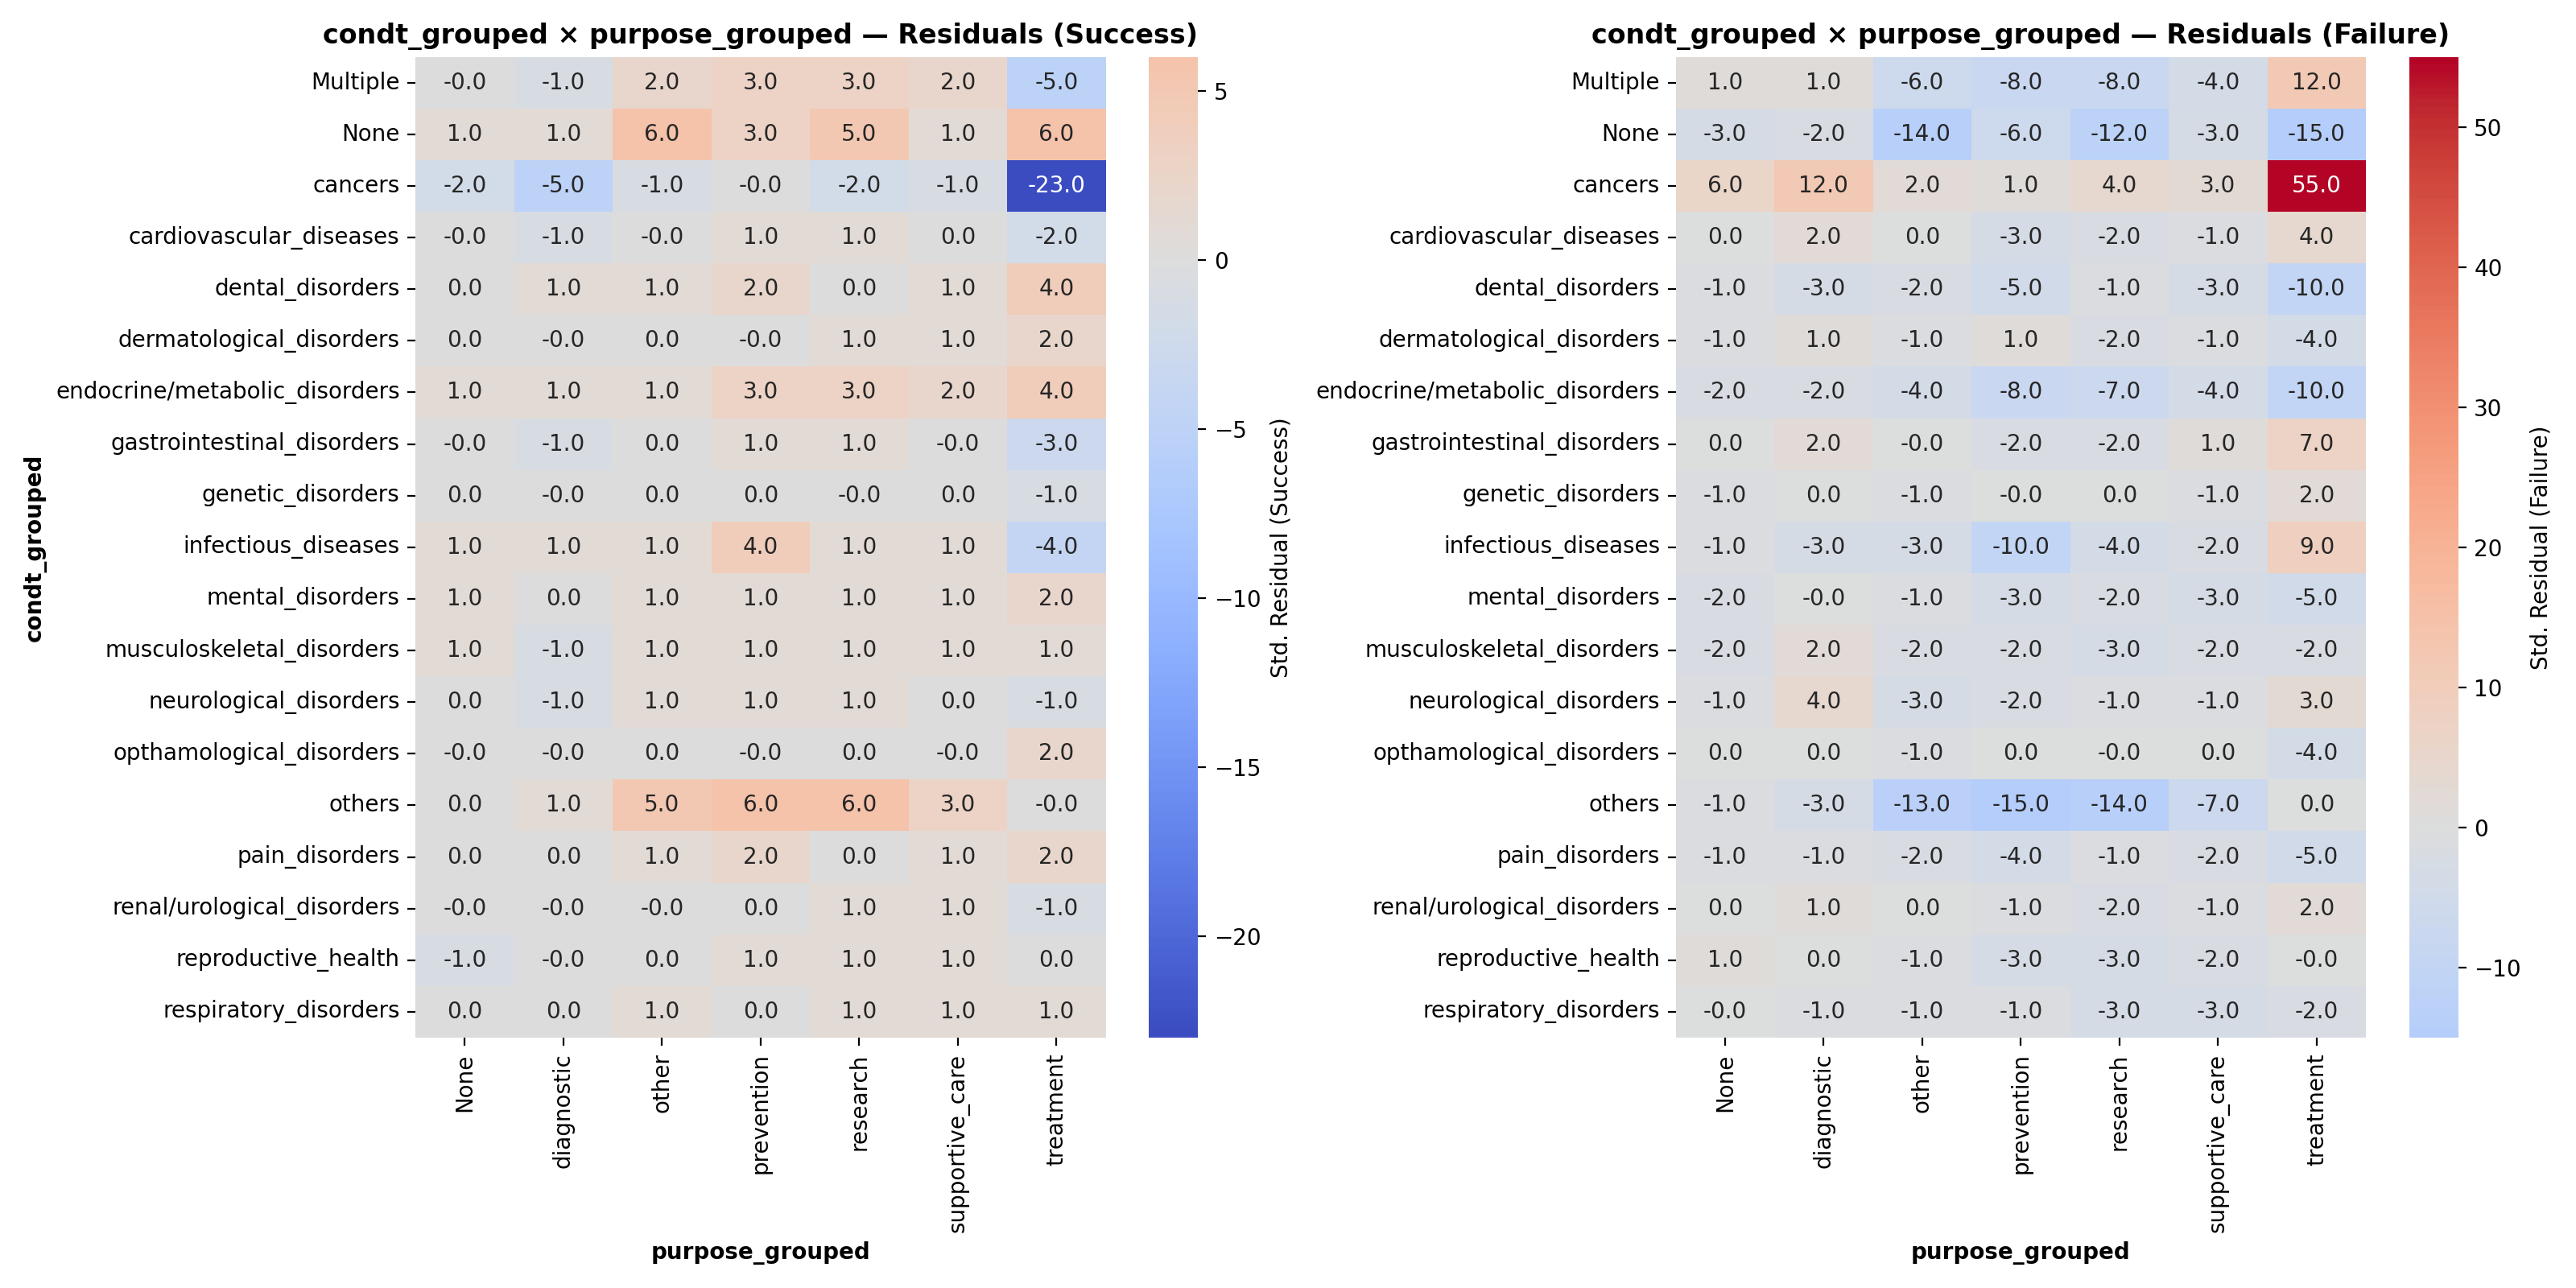 condt_grouped × purpose_grouped — Residuals (Success)
Multiple -0.0 -1.0 2.0 3.0 3.0 2.0 -5.0
None 1.0 1.0 6.0 3.0 5.0 1.0 6.0
cancers -2.0 -5.0 -1.0 -0.0 -2.0 -1.0 -23.0
cardiovascular_diseases -0.0 -1.0 -0.0 1.0 1.0 0.0 -2.0
dental_disorders 0.0 1.0 1.0 2.0 0.0 1.0 4.0
dermatological_disorders 0.0 -0.0 0.0 -0.0 1.0 1.0 2.0
endocrine/metabolic_disorders 1.0 1.0 1.0 3.0 3.0 2.0 4.0
gastrointestinal_disorders -0.0 -1.0 0.0 1.0 1.0 -0.0 -3.0
genetic_disorders 0.0 -0.0 0.0 0.0 -0.0 0.0 -1.0
infectious_diseases 1.0 1.0 1.0 4.0 1.0 1.0 -4.0
mental_disorders 1.0 0.0 1.0 1.0 1.0 1.0 2.0
musculoskeletal_disorders 1.0 -1.0 1.0 1.0 1.0 1.0 1.0
neurological_disorders 0.0 -1.0 1.0 1.0 1.0 0.0 -1.0
opthamological_disorders -0.0 -0.0 0.0 -0.0 0.0 -0.0 2.0
others 0.0 1.0 5.0 6.0 6.0 3.0 -0.0
pain_disorders 0.0 0.0 1.0 2.0 0.0 1.0 2.0
renal/urological_disorders -0.0 -0.0 -0.0 0.0 1.0 1.0 -1.0
reproductive_health -1.0 -0.0 0.0 1.0 1.0 1.0 0.0
respiratory_disorders 0.0 0.0 1.0 0.0 1.0 1.0 1.0
None diagnostic other prevention research supportive_care treatment
purpose_grouped
condt_grouped
5
0
−5
−10
−15
−20
Std. Residual (Success)
condt_grouped × purpose_grouped — Residuals (Failure)
Multiple 1.0 1.0 -6.0 -8.0 -8.0 -4.0 12.0
None -3.0 -2.0 -14.0 -6.0 -12.0 -3.0 -15.0
cancers 6.0 12.0 2.0 1.0 4.0 3.0 55.0
cardiovascular_diseases 0.0 2.0 0.0 -3.0 -2.0 -1.0 4.0
dental_disorders -1.0 -3.0 -2.0 -5.0 -1.0 -3.0 -10.0
dermatological_disorders -1.0 1.0 -1.0 1.0 -2.0 -1.0 -4.0
endocrine/metabolic_disorders -2.0 -2.0 -4.0 -8.0 -7.0 -4.0 -10.0
gastrointestinal_disorders 0.0 2.0 -0.0 -2.0 -2.0 1.0 7.0
genetic_disorders -1.0 0.0 -1.0 -0.0 0.0 -1.0 2.0
infectious_diseases -1.0 -3.0 -3.0 -10.0 -4.0 -2.0 9.0
mental_disorders -2.0 -0.0 -1.0 -3.0 -2.0 -3.0 -5.0
musculoskeletal_disorders -2.0 2.0 -2.0 -2.0 -3.0 -2.0 -2.0
neurological_disorders -1.0 4.0 -3.0 -2.0 -1.0 -1.0 3.0
opthamological_disorders 0.0 0.0 -1.0 0.0 -0.0 0.0 -4.0
others -1.0 -3.0 -13.0 -15.0 -14.0 -7.0 0.0
pain_disorders -1.0 -1.0 -2.0 -4.0 -1.0 -2.0 -5.0
renal/urological_disorders 0.0 1.0 0.0 -1.0 -2.0 -1.0 2.0
reproductive_health 1.0 0.0 -1.0 -3.0 -3.0 -2.0 -0.0
respiratory_disorders -0.0 -1.0 -1.0 -1.0 -3.0 -3.0 -2.0
None diagnostic other prevention research supportive_care treatment
purpose_grouped
50
40
30
20
10
0
−10
Std. Residual (Failure)